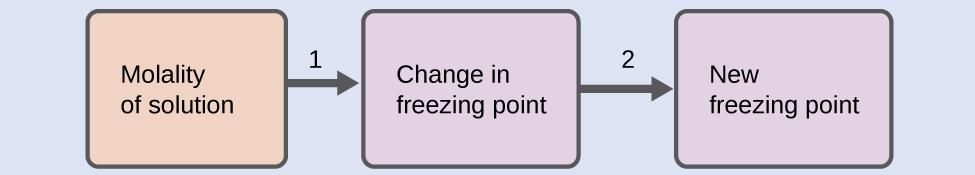 Molality
of solution
1
Change in
freezing point
2
New
freezing point